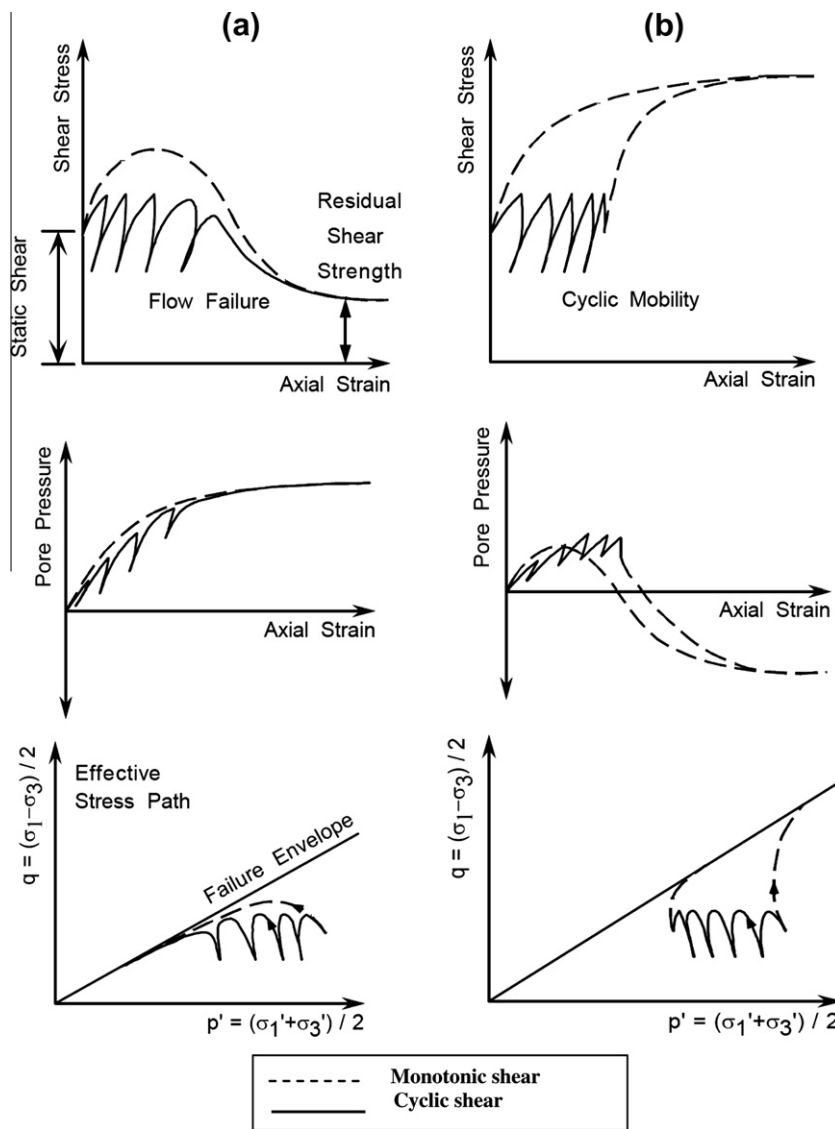 (a)
Shear Stress
Static Shear
Residual
Shear
Strength
Flow Failure
Axial Strain
(b)
Shear Stress
Cyclic Mobility
Axial Strain
Pore Pressure
Axial Strain
Pore Pressure
Axial Strain
q = (σ₁–σ₃) / 2
Effective
Stress Path
Failure Envelope
p' = (σ₁'+σ₃') / 2
q = (σ₁–σ₃) / 2
p' = (σ₁'+σ₃') / 2
Monotonic shear
Cyclic shear